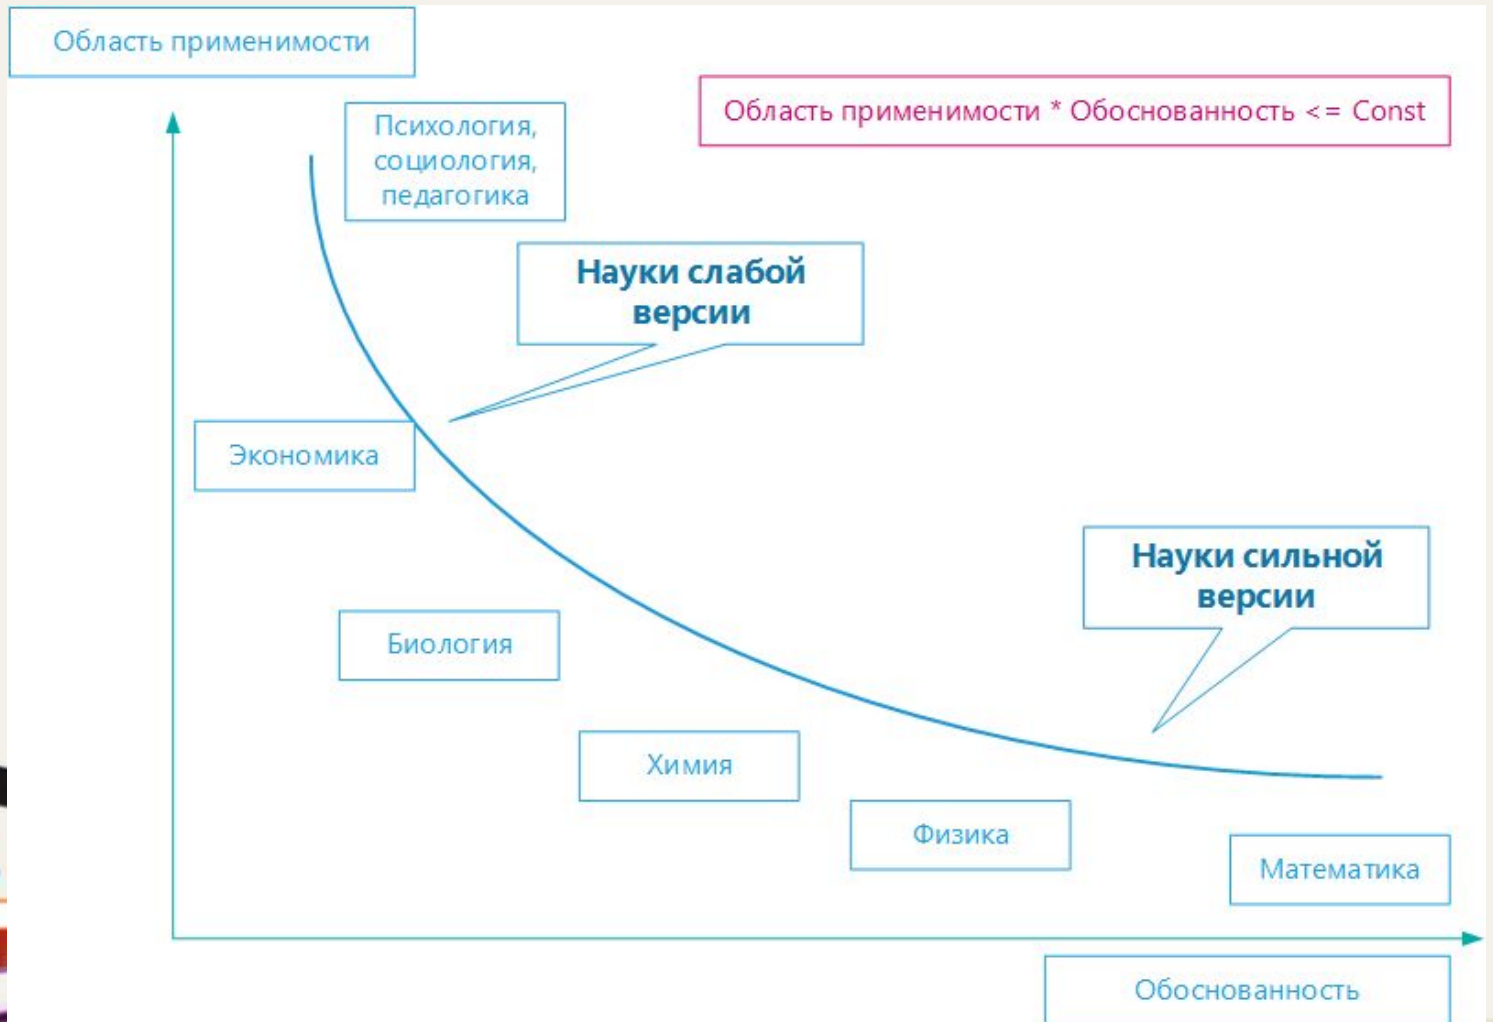 Область применимости
Область применимости * Обоснованность <= Const
Психология,
социология,
педагогика
Науки слабой
версии
Экономика
Науки сильной
версии
Биология
Химия
Физика
Математика
Обоснованность